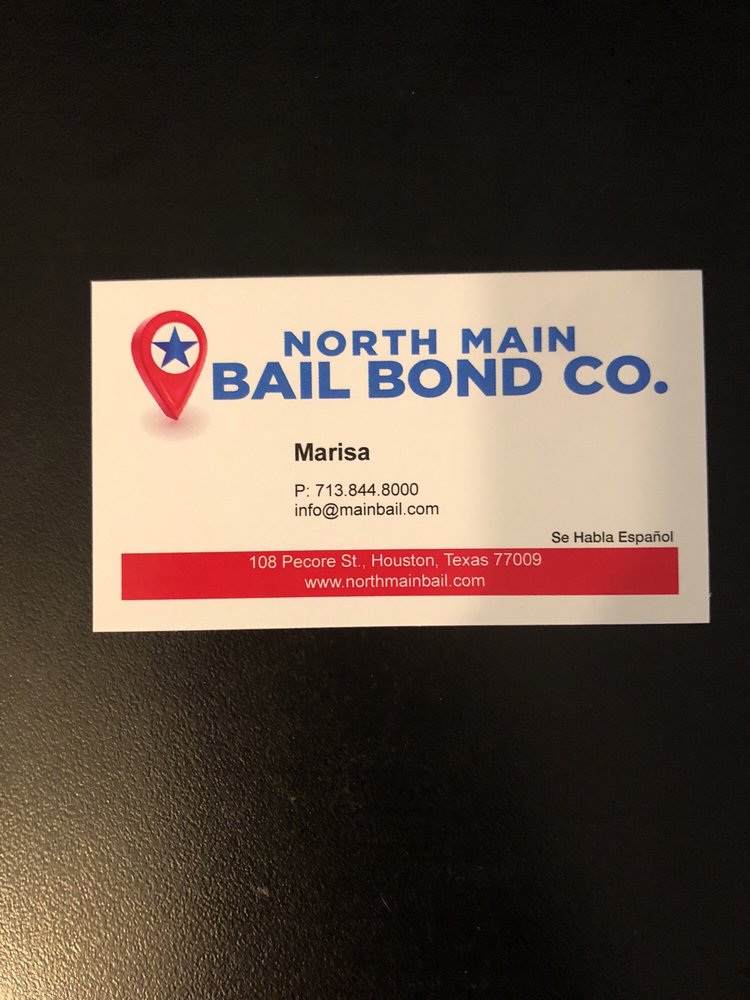 NORTH MAIN
BAIL BOND CO.
Marisa
P: 713.844.8000
info@mainbail.com
Se Habla Español
108 Pecore St., Houston, Texas 77009
www.northmainbail.com